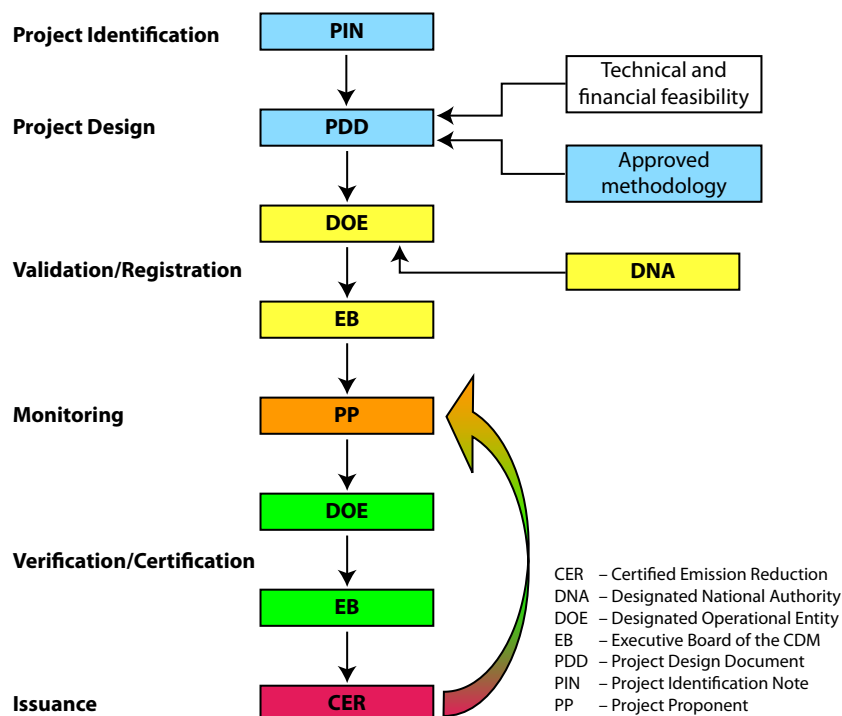 Project Identification
PIN
Technical and
financial feasibility
Project Design
PDD
Approved
methodology
DOE
Validation/Registration
DNA
EB
Monitoring
PP
DOE
Verification/Certification
EB
Issuance
CER
CER – Certified Emission Reduction
DNA – Designated National Authority
DOE – Designated Operational Entity
EB – Executive Board of the CDM
PDD – Project Design Document
PIN – Project Identification Note
PP – Project Proponent